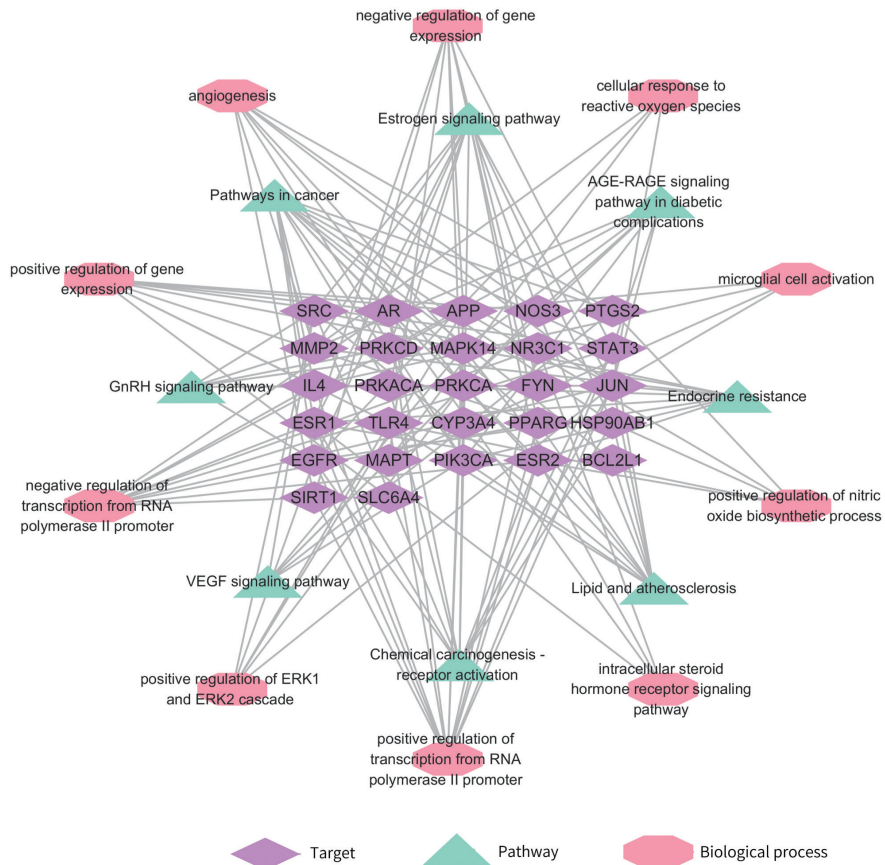 negative regulation of gene
expression
angiogenesis
cellular response to
reactive oxygen species
Estrogen signaling pathway
Pathways in cancer
AGE-RAGE signaling
pathway in diabetic
complications
positive regulation of gene
expression
microglial cell activation
SRC AR APP NOS3 PTGS2
MMP2 PRKCD MAPK14 NR3C1 STAT3
GnRH signaling pathway
IL4 PRKACA PRKCA FYN JUN
Endocrine resistance
ESR1 TLR4 CYP3A4 PPARG HSP90AB1
EGFR MAPT PIK3CA ESR2 BCL2L1
SIRT1 SLC6A4
negative regulation of
transcription from RNA
polymerase II promoter
positive regulation of nitric
oxide biosynthetic process
VEGF signaling pathway
Lipid and atherosclerosis
positive regulation of ERK1
and ERK2 cascade
Chemical carcinogenesis -
receptor activation
intracellular steroid
hormone receptor signaling
pathway
positive regulation of
transcription from RNA
polymerase II promoter
Target
Pathway
Biological process